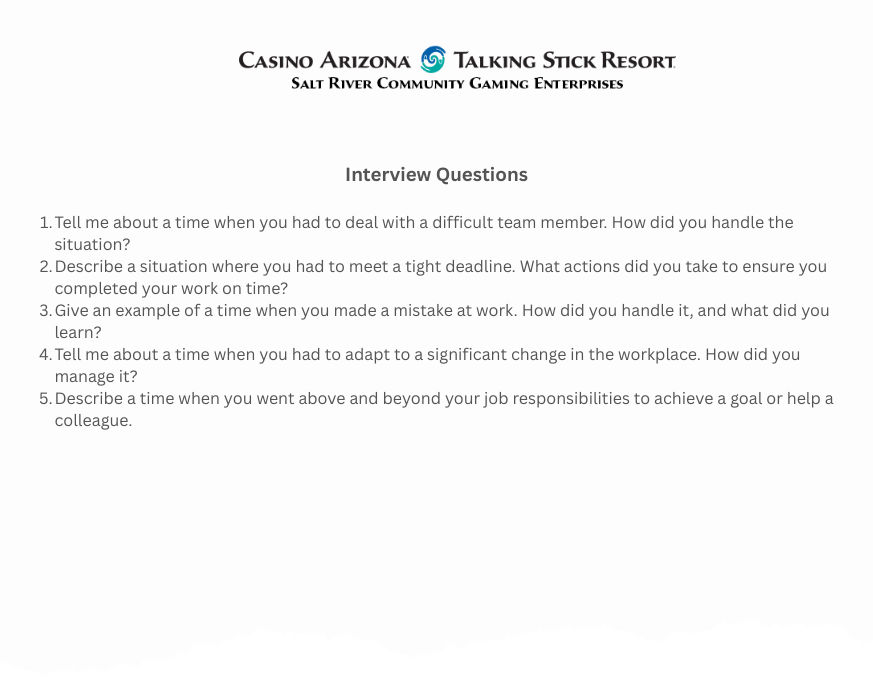 CASINO ARIZONA TALKING STICK RESORT
SALT RIVER COMMUNITY GAMING ENTERPRISES
Interview Questions
1. Tell me about a time when you had to deal with a difficult team member. How did you handle the
situation?
2. Describe a situation where you had to meet a tight deadline. What actions did you take to ensure you
completed your work on time?
3. Give an example of a time when you made a mistake at work. How did you handle it, and what did you
learn?
4. Tell me about a time when you had to adapt to a significant change in the workplace. How did you
manage it?
5. Describe a time when you went above and beyond your job responsibilities to achieve a goal or help a
colleague.